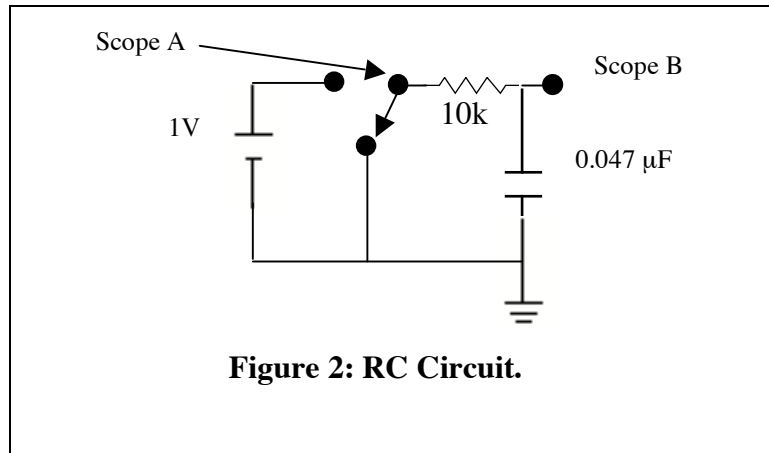 Scope A
Scope B
1V
10k
0.047 μF
Figure 2: RC Circuit.